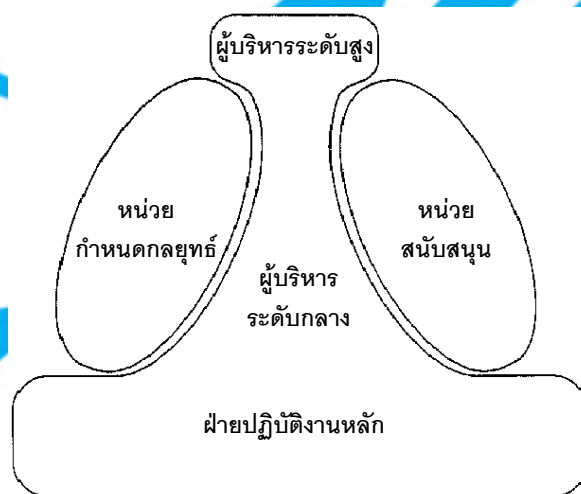 ผู้บริหารระดับสูง
หน่วย
กำหนดกลยุทธ์
หน่วย
สนับสนุน
ผู้บริหาร
ระดับกลาง
ฝ่ายปฏิบัติงานหลัก